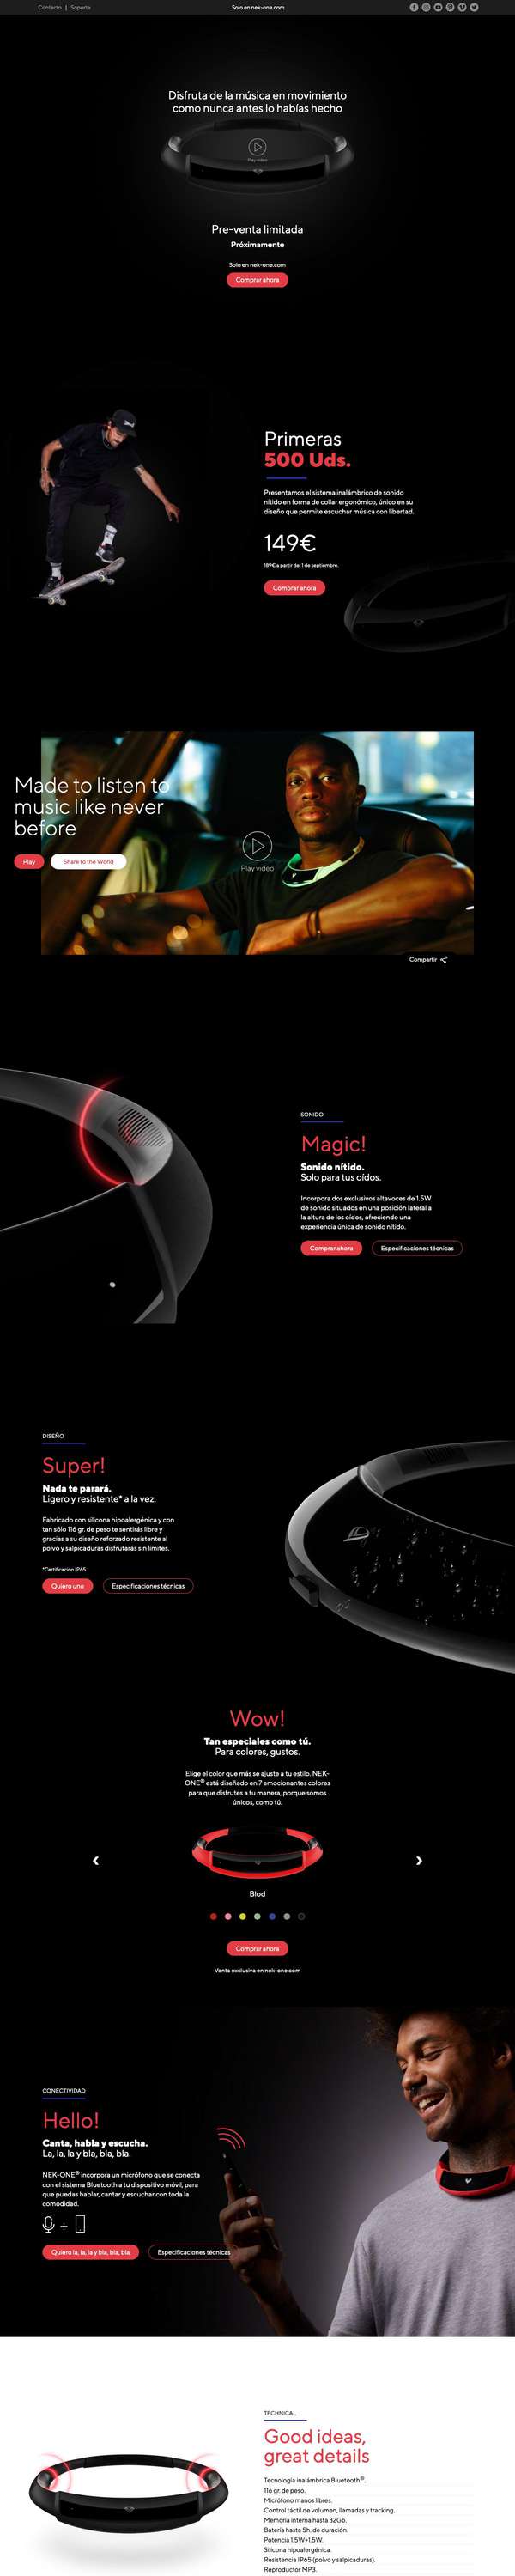 Contacto | Soporte
Solo en nek-one.com
Disfruta de la música en movimiento
como nunca antes lo habías hecho
Play video
Pre-venta limitada
Próximamente
Solo en nek-one.com
Comprar ahora
Primeras
500 Uds.
Presentamos el sistema inalámbrico de sonido
nítido en forma de collar ergonómico, único en su
diseño que permite escuchar música con libertad.
149€
189€ a partir del 1 de septiembre.
Comprar ahora
Made to listen to
music like never
before
Play
Share to the World
Play video
Compartir
SONIDO
Magic!
Sonido nítido.
Solo para tus oídos.
Incorpora dos exclusivos altavoces de 1.5W
de sonido situados en una posición lateral a
la altura de los oídos, ofreciendo una
experiencia única de sonido nítido.
Comprar ahora
Especificaciones técnicas
DISEÑO
Super!
Nada te parará.
Ligero y resistente* a la vez.
Fabricado con silicona hipoalergénica y con
tan sólo 116 gr. de peso te sentirás libre y
gracias a su diseño reforzado resistente al
polvo y salpicaduras disfrutarás sin límites.
*Certificación IP65
Quiero uno
Especificaciones técnicas
Wow!
Tan especiales como tú.
Para colores, gustos.
Elige el color que más se ajuste a tu estilo. NEK-
ONE® está diseñado en 7 emocionantes colores
para que disfrutes a tu manera, porque somos
únicos, como tú.
Blod
Comprar ahora
Venta exclusiva en nek-one.com
CONECTIVIDAD
Hello!
Canta, habla y escucha.
La, la, la y bla, bla, bla.
NEK-ONE® incorpora un micrófono que se conecta
con el sistema Bluetooth a tu dispositivo móvil, para
que puedas hablar, cantar y escuchar con toda la
comodidad.
+
Quiero la, la, la y bla, bla, bla
Especificaciones técnicas
TECHNICAL
Good ideas,
great details
Tecnología inalámbrica Bluetooth®.
116 gr. de peso.
Micrófono manos libres.
Control táctil de volumen, llamadas y tracking.
Memoria interna hasta 32Gb.
Batería hasta 5h. de duración.
Potencia 1.5W+1.5W.
Silicona hipoalergénica.
Resistencia IP65 (polvo y salpicaduras).
Reproductor MP3.